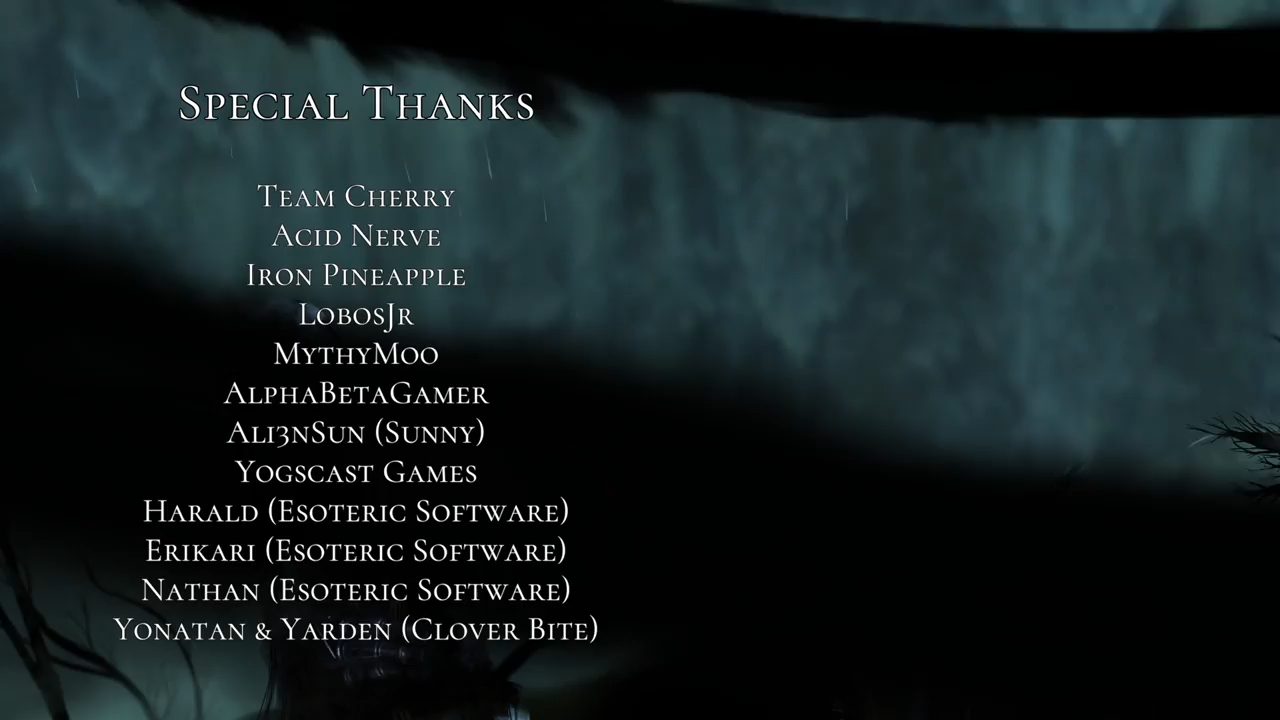 Special Thanks
Team Cherry
Acid Nerve
Iron Pineapple
LobosJr
MythyMoo
AlphaBetaGamer
Ali3nSun (Sunny)
Yogscast Games
Harald (Esoteric Software)
Erikari (Esoteric Software)
Nathan (Esoteric Software)
Yonatan & Yarden (Clover Bite)